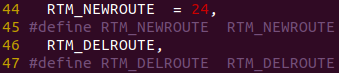 44 RTM_NEWROUTE = 24,
45 #define RTM_NEWROUTE RTM_NEWROUTE
46 RTM_DELROUTE,
47 #define RTM_DELROUTE RTM_DELROUTE